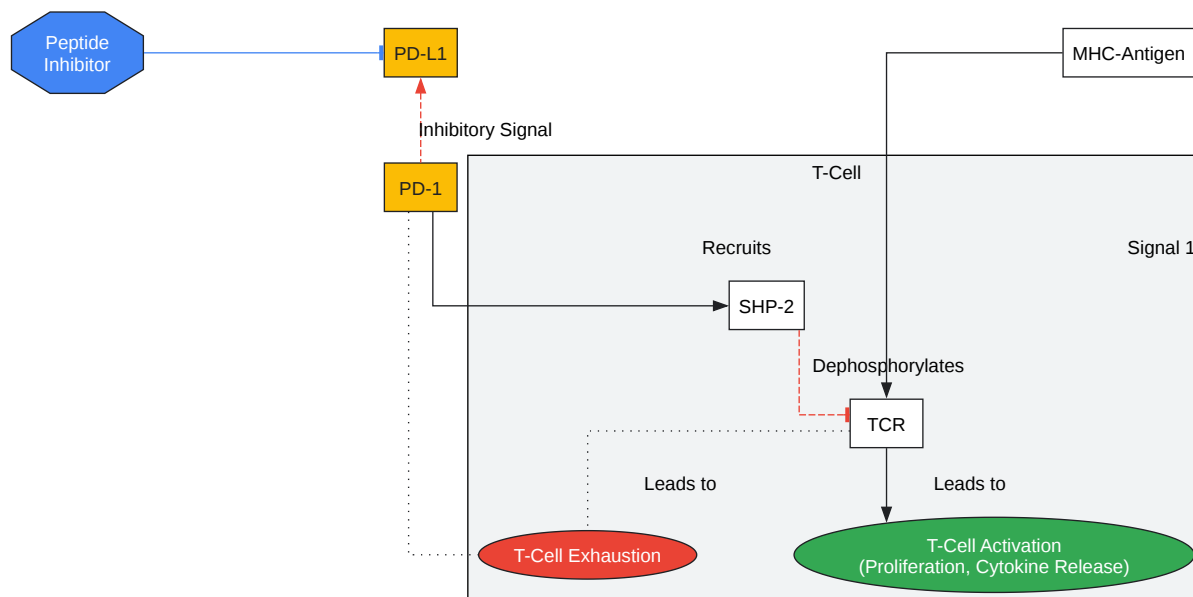 Peptide
Inhibitor
PD-L1
MHC-Antigen
Inhibitory Signal
T-Cell
PD-1
Recruits
Signal 1
SHP-2
Dephosphorylates
TCR
Leads to
Leads to
T-Cell Exhaustion
T-Cell Activation
(Proliferation, Cytokine Release)